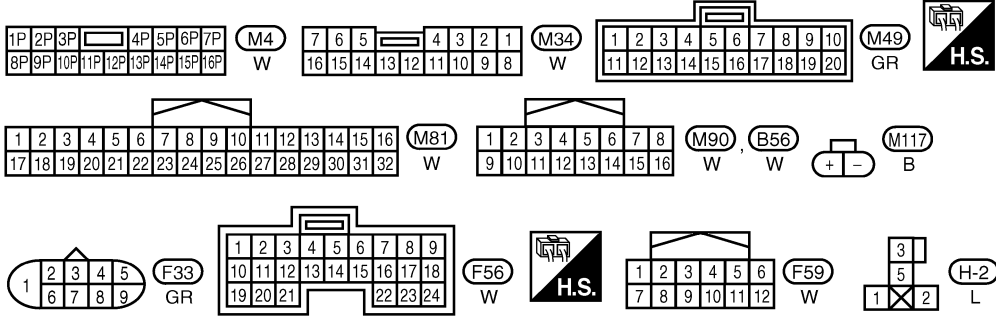 1P 2P 3P 4P 5P 6P 7P
8P 9P 10P 11P 12P 13P 14P 15P 16P
M4
W
7 6 5 4 3 2 1
16 15 14 13 12 11 10 9 8
M34
W
1 2 3 4 5 6 7 8 9 10
11 12 13 14 15 16 17 18 19 20
M49
GR
H.S.
1 2 3 4 5 6 7 8 9 10 11 12 13 14 15 16
17 18 19 20 21 22 23 24 25 26 27 28 29 30 31 32
M81
W
1 2 3 4 5 6 7 8
9 10 11 12 13 14 15 16
M90 , B56
W W
+ −
M117
B
1
2 3 4 5
6 7 8 9
F33
GR
1 2 3 4 5 6 7 8 9
10 11 12 13 14 15 16 17 18
19 20 21 22 23 24
F56
W
H.S.
1 2 3 4 5 6
7 8 9 10 11 12
F59
W
3
5
1 2
H-2
L